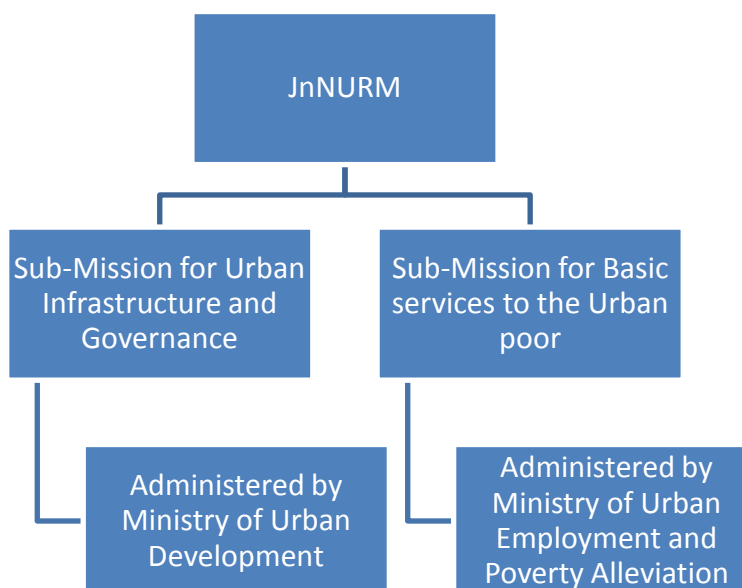 JnNURM
Sub-Mission for Urban
Infrastructure and
Governance
Sub-Mission for Basic
services to the Urban
poor
Administered by
Ministry of Urban
Development
Administered by
Ministry of Urban
Employment and
Poverty Alleviation